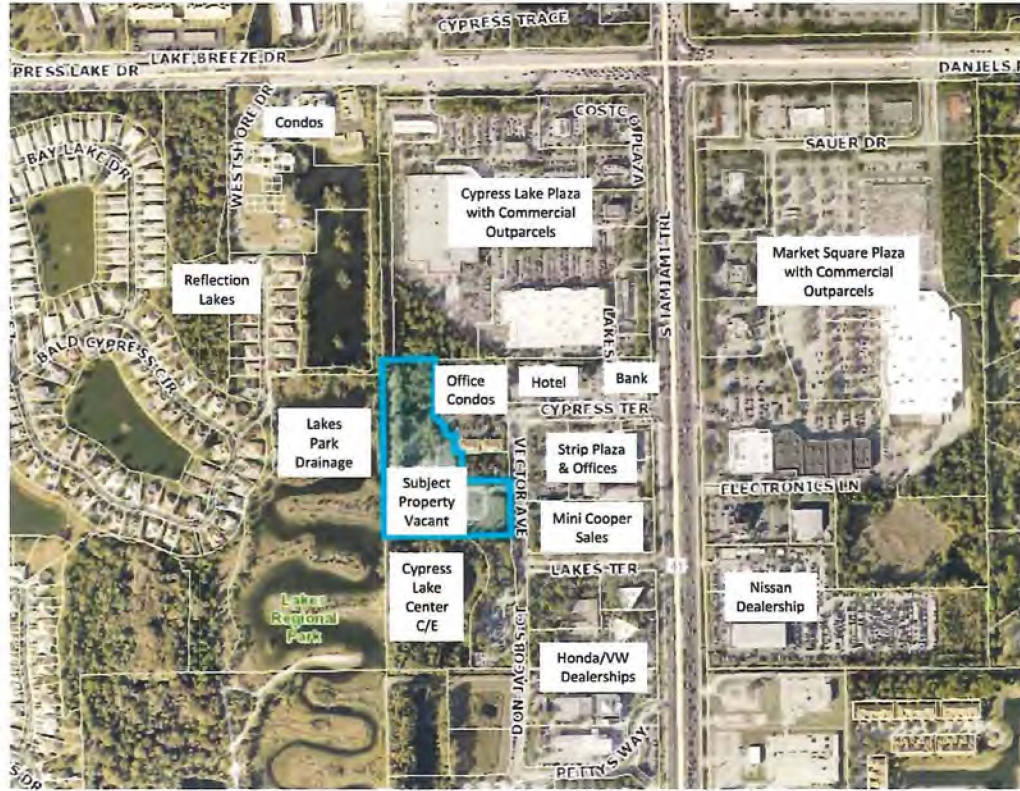 CYPRESS TRACE
LAKE BREEZE DR
PRESS LAKE DR
DANIELS P
WESTSHORE DR
Condos
COSTCO PLAZA
SAUER DR
BAY LAKE DR
Cypress Lake Plaza
with Commercial
Outparcels
S TAMIAMI TRL
Market Square Plaza
with Commercial
Outparcels
Reflection
Lakes
BALD CYPRESS CIR
LAKES
Office
Condos
Hotel
Bank
CYPRESS TER
Lakes
Park
Drainage
VECTOR AVE
Strip Plaza
& Offices
Subject
Property
Vacant
ELECTRONICS LN
Mini Cooper
Sales
LAKES TER
41
Cypress
Lake
Center
C/E
Nissan
Dealership
Lakes
Regional
Park
DON JACOBS
Honda/VW
Dealerships
PETTYS WAY
S DR